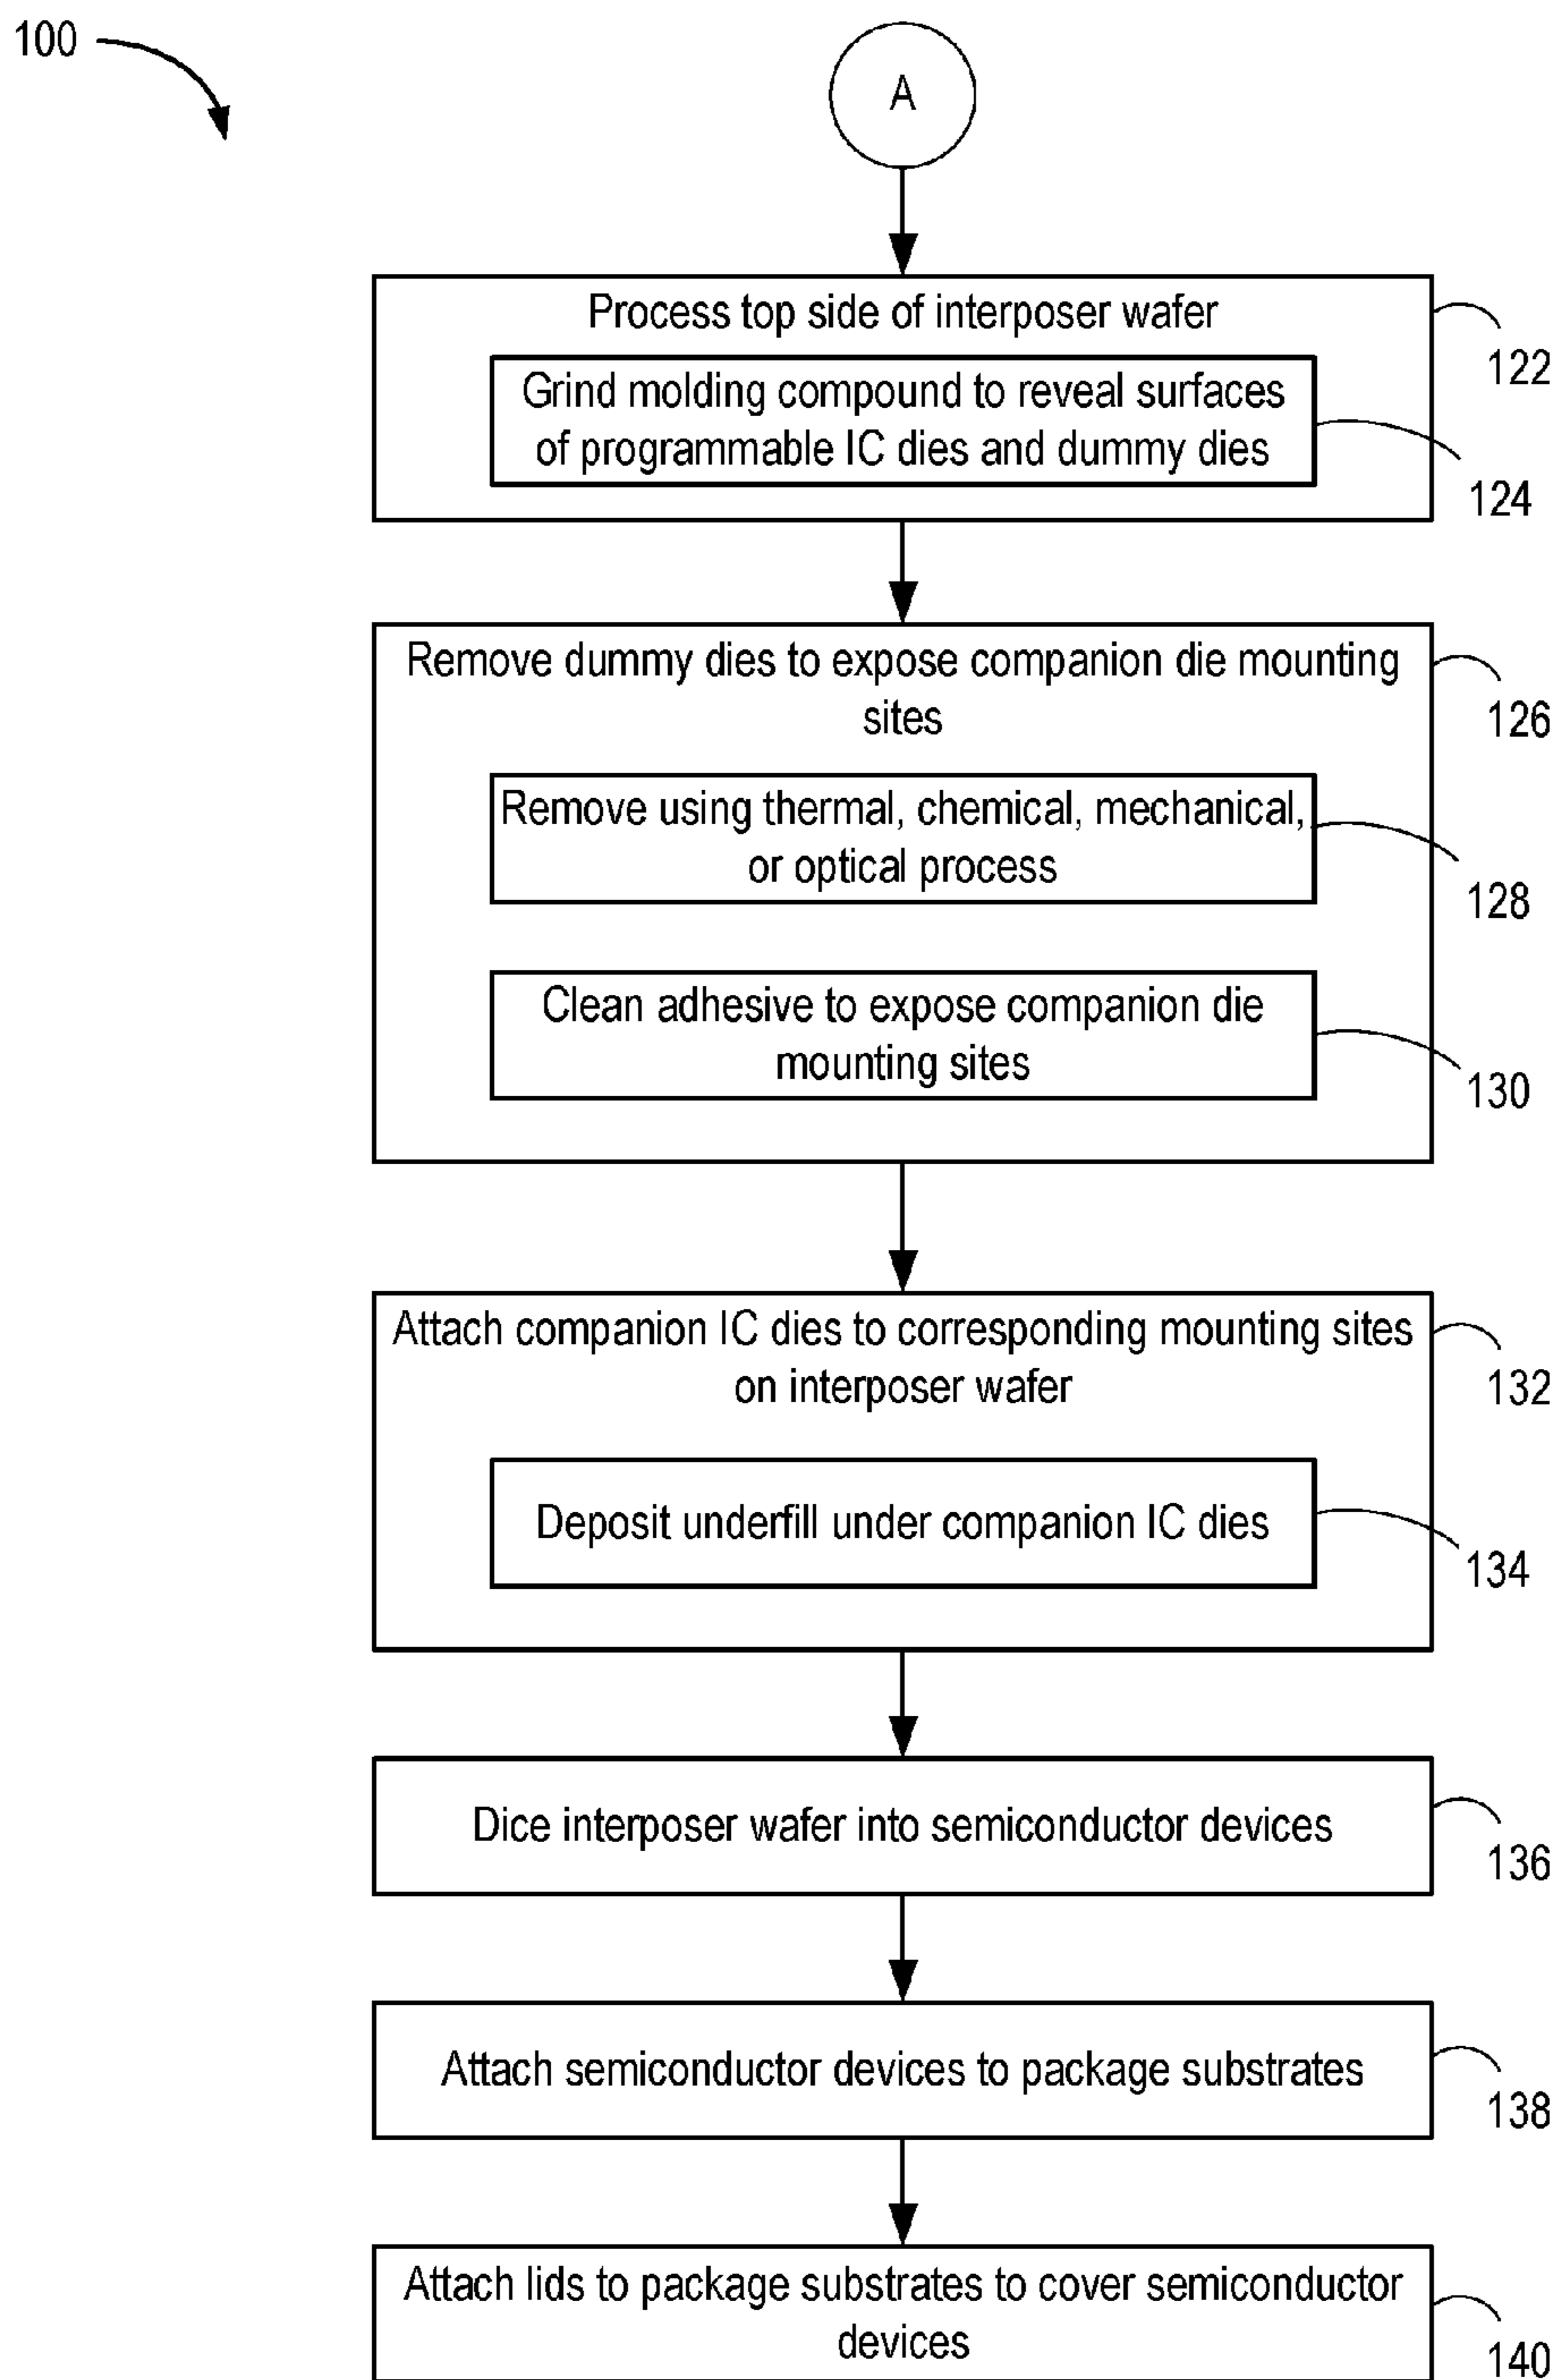 100
A
Process top side of interposer wafer
122
Grind molding compound to reveal surfaces
of programmable IC dies and dummy dies
124
Remove dummy dies to expose companion die mounting
sites
126
Remove using thermal, chemical, mechanical,
or optical process
128
Clean adhesive to expose companion die
mounting sites
130
Attach companion IC dies to corresponding mounting sites
on interposer wafer
132
Deposit underfill under companion IC dies
134
Dice interposer wafer into semiconductor devices
136
Attach semiconductor devices to package substrates
138
Attach lids to package substrates to cover semiconductor
devices
140